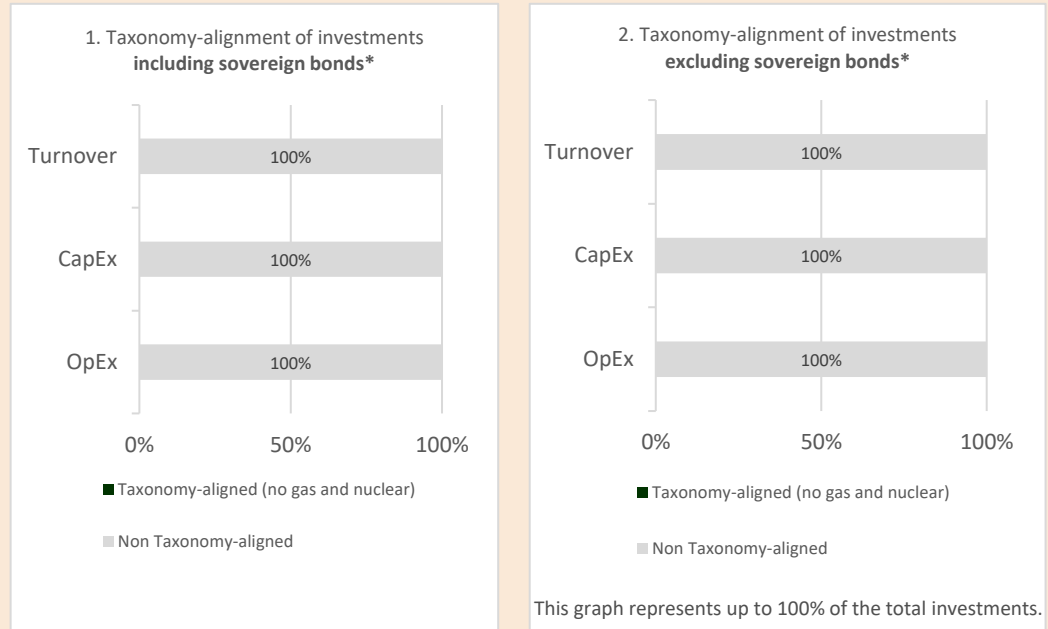 1. Taxonomy-alignment of investments
including sovereign bonds*
Turnover
100%
CapEx
100%
OpEx
100%
0% 50% 100%
Taxonomy-aligned (no gas and nuclear)
Non Taxonomy-aligned
2. Taxonomy-alignment of investments
excluding sovereign bonds*
Turnover
100%
CapEx
100%
OpEx
100%
0% 50% 100%
Taxonomy-aligned (no gas and nuclear)
Non Taxonomy-aligned
This graph represents up to 100% of the total investments.